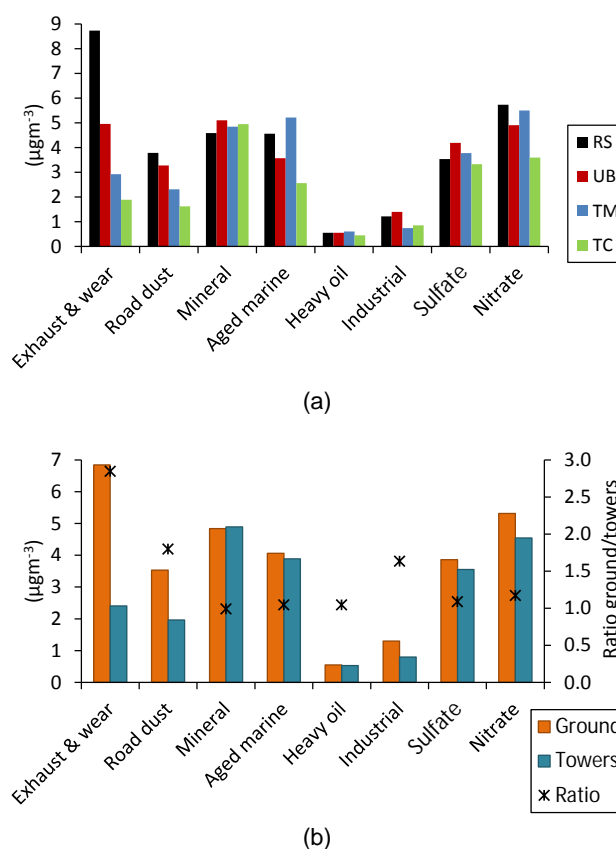 9
8
7
6
5
4
3
2
1
0
(µgm⁻³)
Exhaust & wear
Road dust
Mineral
Aged marine
Heavy oil
Industrial
Sulfate
Nitrate
RS
UB
TM
TC
(a)
7
6
5
4
3
2
1
0
(µgm⁻³)
3.0
2.5
2.0
1.5
1.0
0.5
0.0
Ratio ground/towers
Exhaust & wear
Road dust
Mineral
Aged marine
Heavy oil
Industrial
Sulfate
Nitrate
Ground
Towers
Ratio
(b)